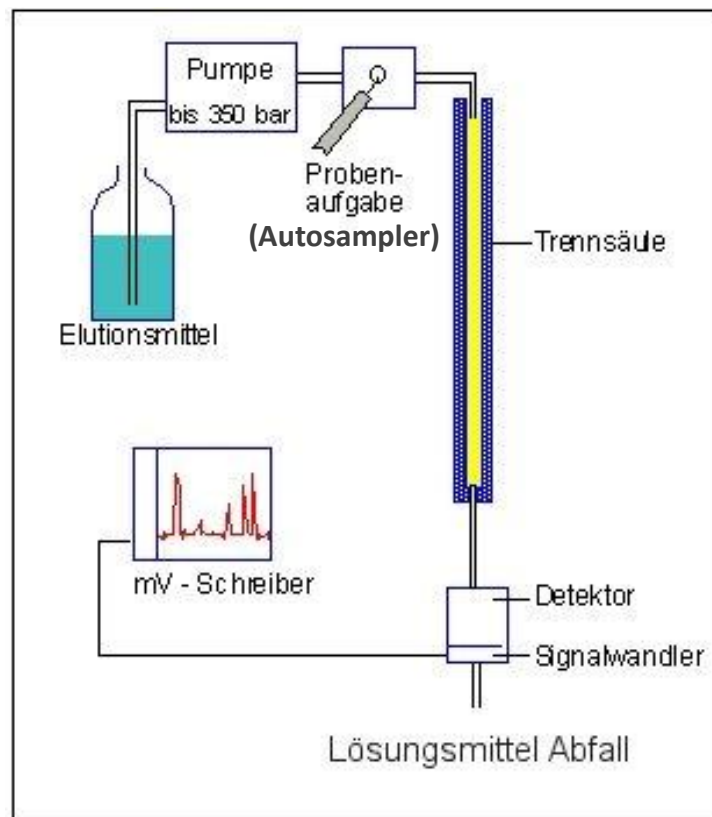 Pumpe
bis 350 bar
Proben-
aufgabe
(Autosampler)
Trennsäule
Elutionsmittel
mV - Schreiber
Detektor
Signalwandler
Lösungsmittel Abfall